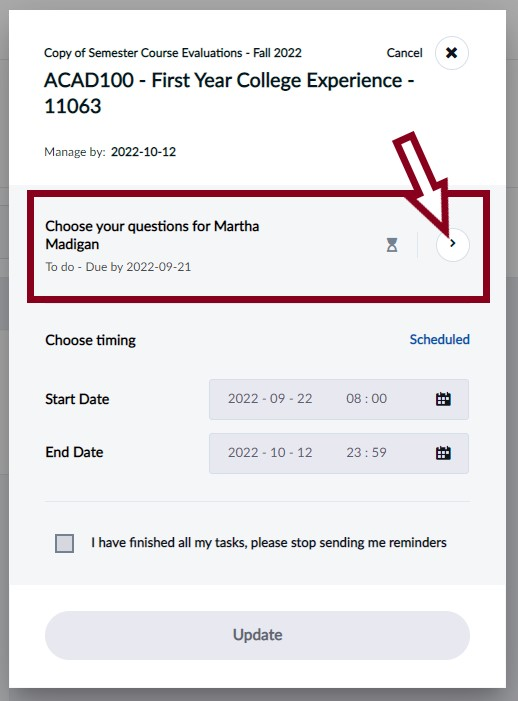 Copy of Semester Course Evaluations - Fall 2022
Cancel
ACAD100 - First Year College Experience -
11063
Manage by: 2022-10-12
Choose your questions for Martha
Madigan
To do - Due by 2022-09-21
Choose timing
Scheduled
Start Date
2022 - 09 - 22 08 : 00
End Date
2022 - 10 - 12 23 : 59
I have finished all my tasks, please stop sending me reminders
Update